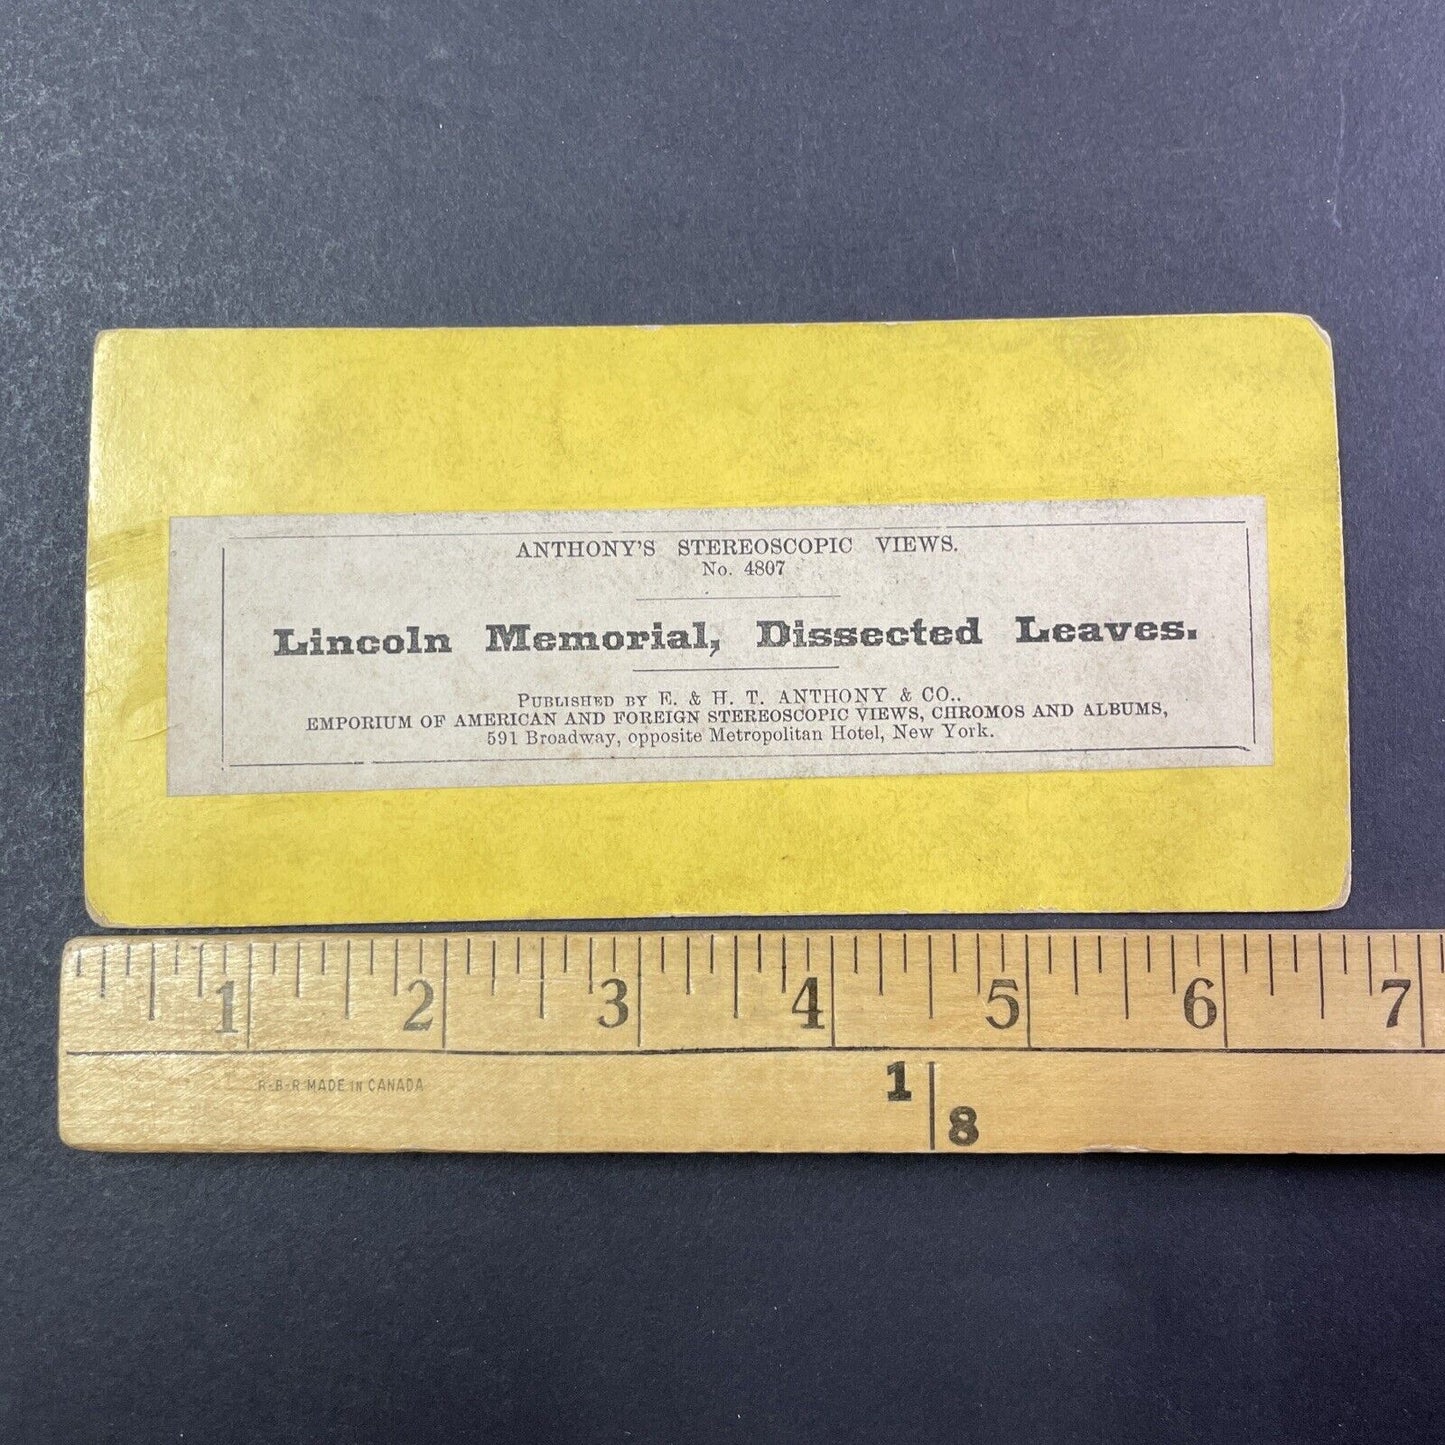 ANTHONY'S STEREOSCOPIC VIEWS.
No. 4807
Lincoln Memorial, Dissected Leaves.
PUBLISHED BY E. & H. T. ANTHONY & CO..
EMPORIUM OF AMERICAN AND FOREIGN STEREOSCOPIC VIEWS, CHROMOS AND ALBUMS,
591 Broadway, opposite Metropolitan Hotel, New York.
1 2 3 4 5 6 7
R-B-R MADE IN CANADA
1
8